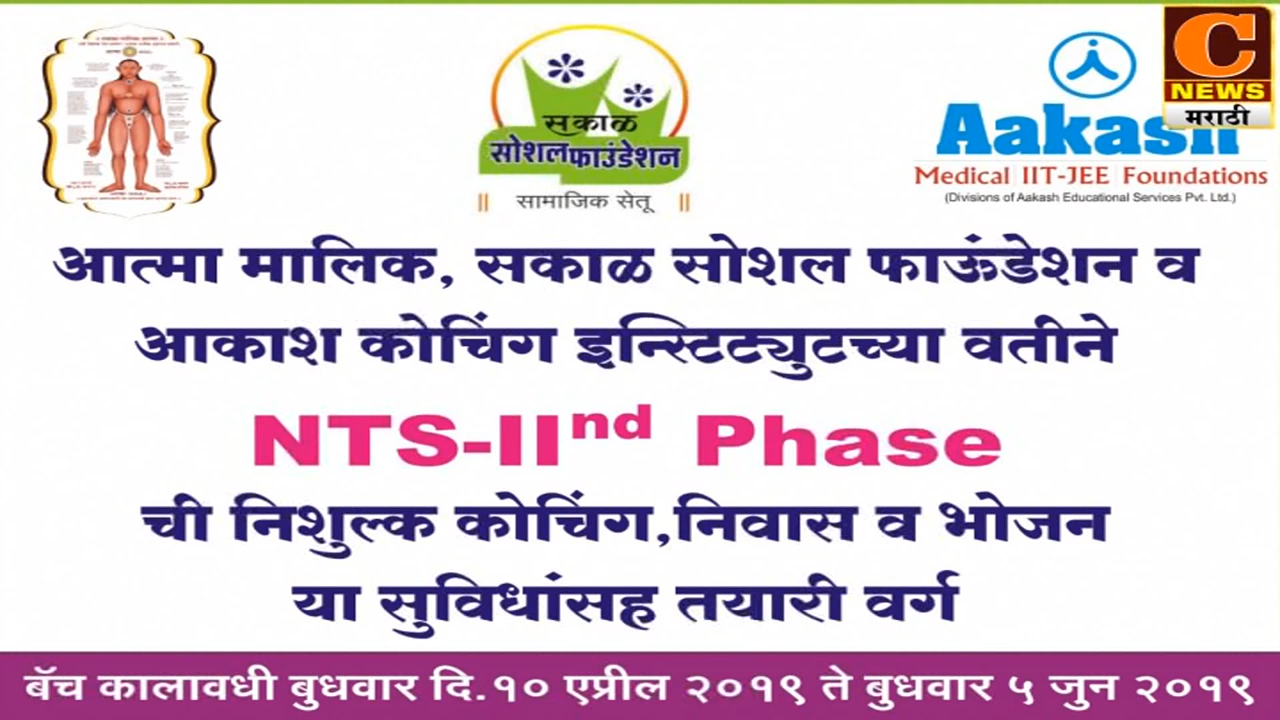 सकाळ
सोशल फाउंडेशन
|| सामाजिक सेतू ||
Aakash
Medical IIT-JEE Foundations
(Divisions of Aakash Educational Services Pvt. Ltd.)
C
NEWS
मराठी
आत्मा मालिक, सकाळ सोशल फाऊंडेशन व
आकाश कोचिंग इन्स्टिट्युटच्या वतीने
NTS-IInd Phase
ची निशुल्क कोचिंग,निवास व भोजन
या सुविधांसह तयारी वर्ग
बॅच कालावधी बुधवार दि.१० एप्रील २०१९ ते बुधवार ५ जुन २०१९